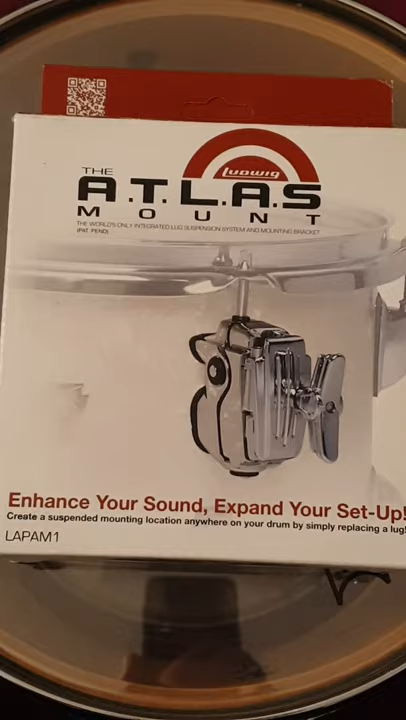 Ludwig
THE
A.T.L.A.S
MOUNT
THE WORLD'S ONLY INTEGRATED LUG SUSPENSION SYSTEM AND MOUNTING BRACKET
(PAT PEND)
Enhance Your Sound, Expand Your Set-Up!
Create a suspended mounting location anywhere on your drum by simply replacing a lug!
LAPAM1